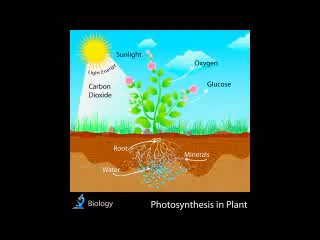 Sunlight
Oxygen
Light Energy
Glucose
Carbon
Dioxide
Root
Minerals
Water
Biology
Photosynthesis in Plant